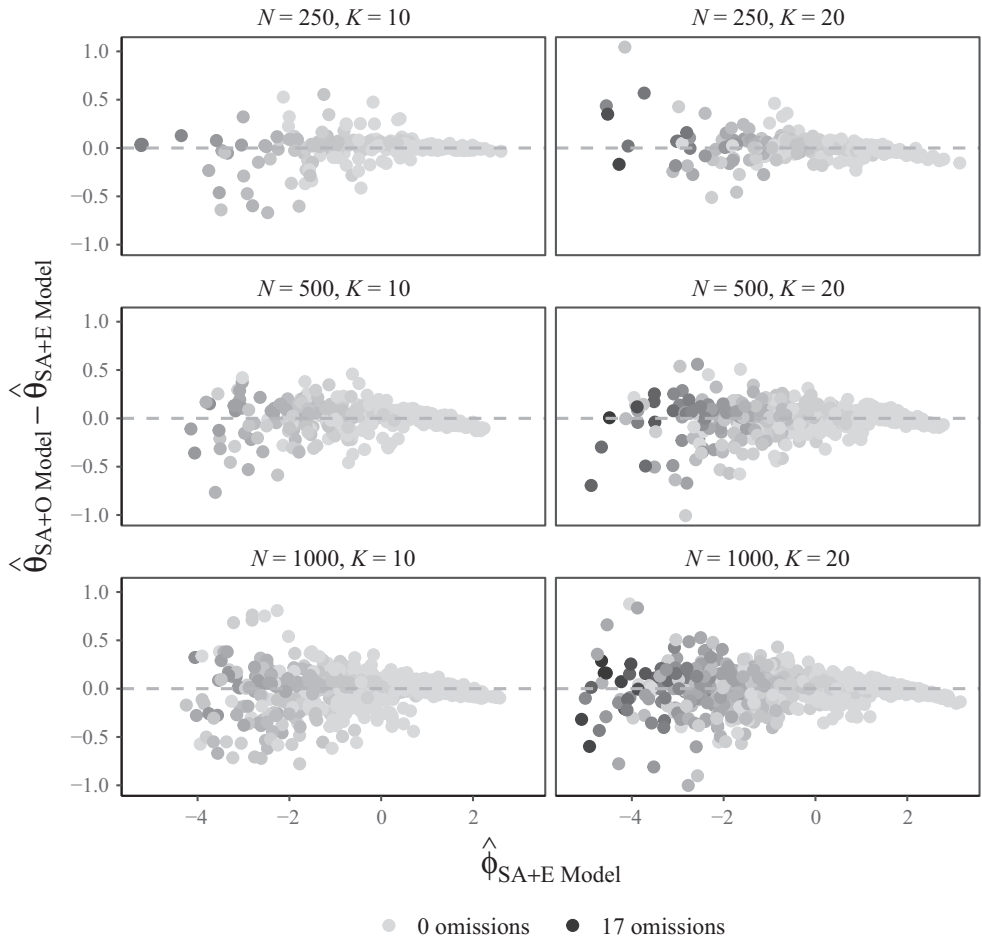 N = 250, K = 10
N = 250, K = 20
1.0
0.5
0.0
−0.5
−1.0
N = 500, K = 10
N = 500, K = 20
1.0
0.5
0.0
−0.5
−1.0
N = 1000, K = 10
N = 1000, K = 20
1.0
0.5
0.0
−0.5
−1.0
−4 −2 0 2
−4 −2 0 2
θ̂SA+O Model − θ̂SA+E Model
ϕ̂SA+E Model
0 omissions 17 omissions